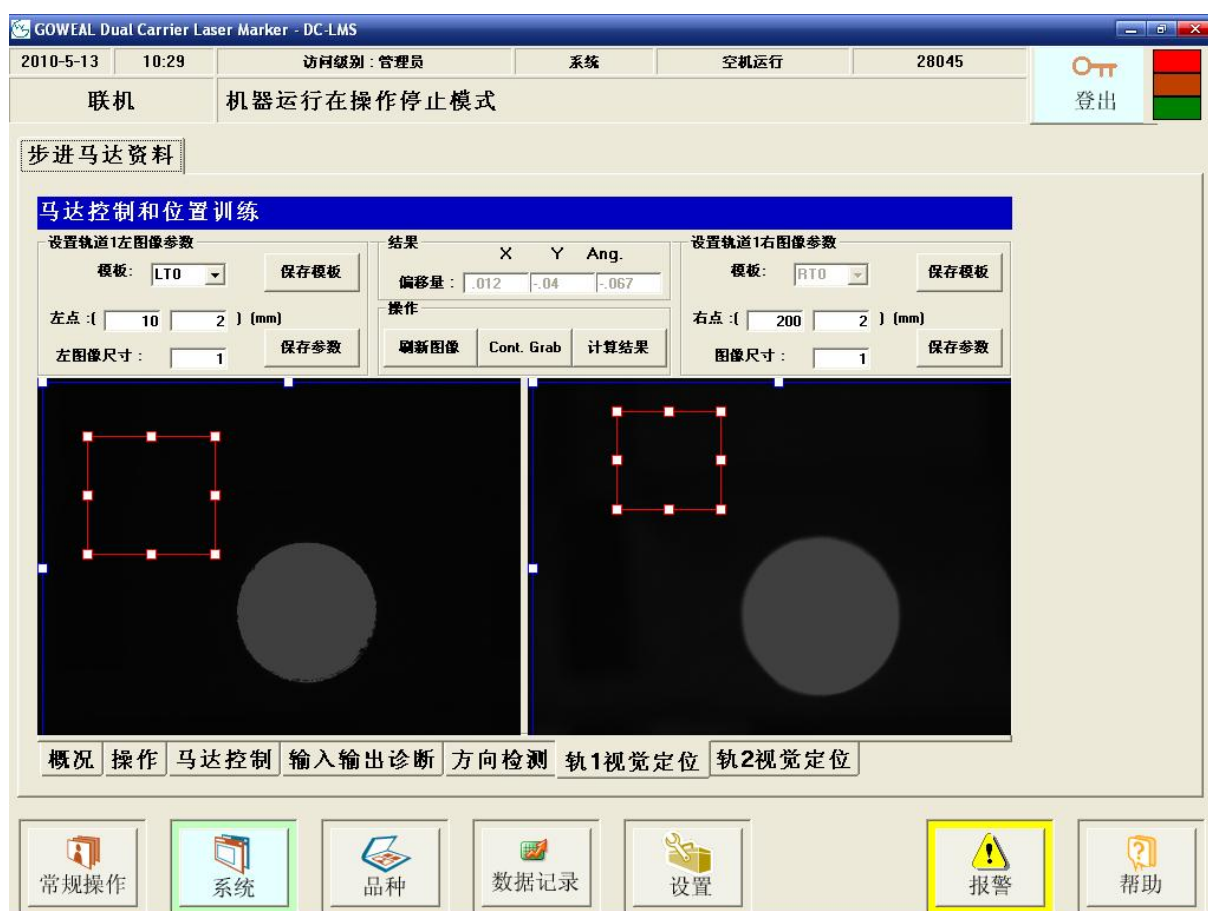 GOWEAL Dual Carrier Laser Marker - DC-LMS
2010-5-13 10:29 访问级别 : 管理员 系统 空机运行 28045
登出
联机 机器运行在操作停止模式
步进马达资料
马达控制和位置训练
设置轨道1左图像参数 结果 设置轨道1右图像参数
X Y Ang.
模板: LT0 保存模板 偏移量 : .012 -.04 -.067 模板: RT0 保存模板
操作
左点 :( 10 2 ) (mm) 右点 :( 200 2 ) (mm)
左图像尺寸 : 1 保存参数 刷新图像 Cont. Grab 计算结果 图像尺寸 : 1 保存参数
概况 操作 马达控制 输入输出诊断 方向检测 轨1视觉定位 轨2视觉定位
常规操作 系统 品种 数据记录 设置 报警 帮助